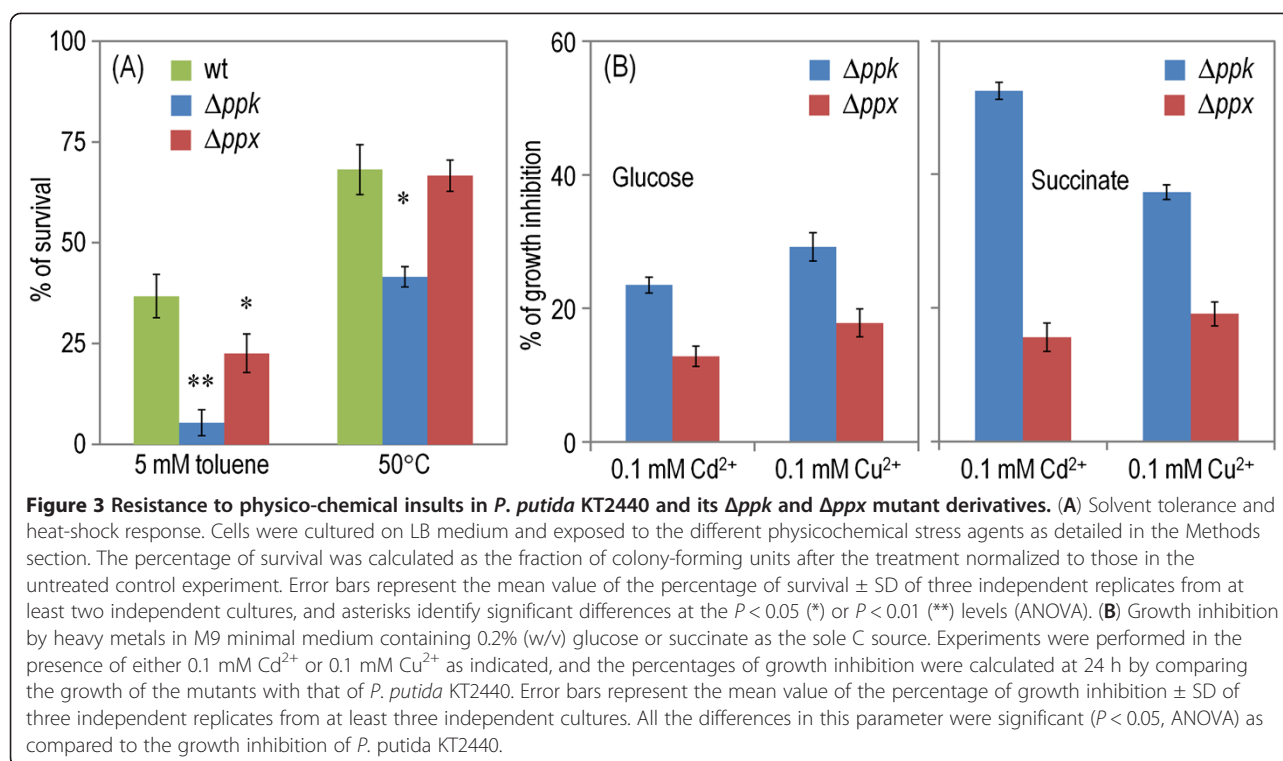 100
75
50
25
0
% of survival
(A)
wt
Δppk
Δppx
**
*
*
5 mM toluene
50°C
60
40
20
0
% of growth inhibition
(B)
Δppk
Δppx
Glucose
0.1 mM Cd²⁺
0.1 mM Cu²⁺
Δppk
Δppx
Succinate
0.1 mM Cd²⁺
0.1 mM Cu²⁺
Figure 3 Resistance to physico-chemical insults in P. putida KT2440 and its Δppk and Δppx mutant derivatives. (A) Solvent tolerance and
heat-shock response. Cells were cultured on LB medium and exposed to the different physicochemical stress agents as detailed in the Methods
section. The percentage of survival was calculated as the fraction of colony-forming units after the treatment normalized to those in the
untreated control experiment. Error bars represent the mean value of the percentage of survival ± SD of three independent replicates from at
least two independent cultures, and asterisks identify significant differences at the P < 0.05 (*) or P < 0.01 (**) levels (ANOVA). (B) Growth inhibition
by heavy metals in M9 minimal medium containing 0.2% (w/v) glucose or succinate as the sole C source. Experiments were performed in the
presence of either 0.1 mM Cd²⁺ or 0.1 mM Cu²⁺ as indicated, and the percentages of growth inhibition were calculated at 24 h by comparing
the growth of the mutants with that of P. putida KT2440. Error bars represent the mean value of the percentage of growth inhibition ± SD of
three independent replicates from at least three independent cultures. All the differences in this parameter were significant (P < 0.05, ANOVA) as
compared to the growth inhibition of P. putida KT2440.